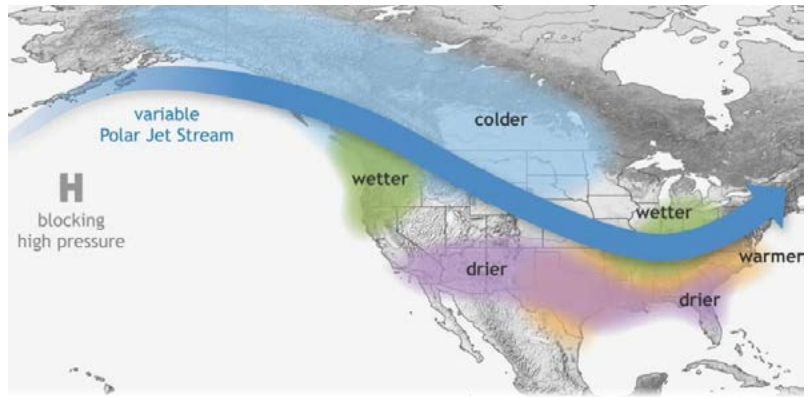 variable
Polar Jet Stream
colder
wetter
H
blocking
high pressure
wetter
drier
warmer
drier